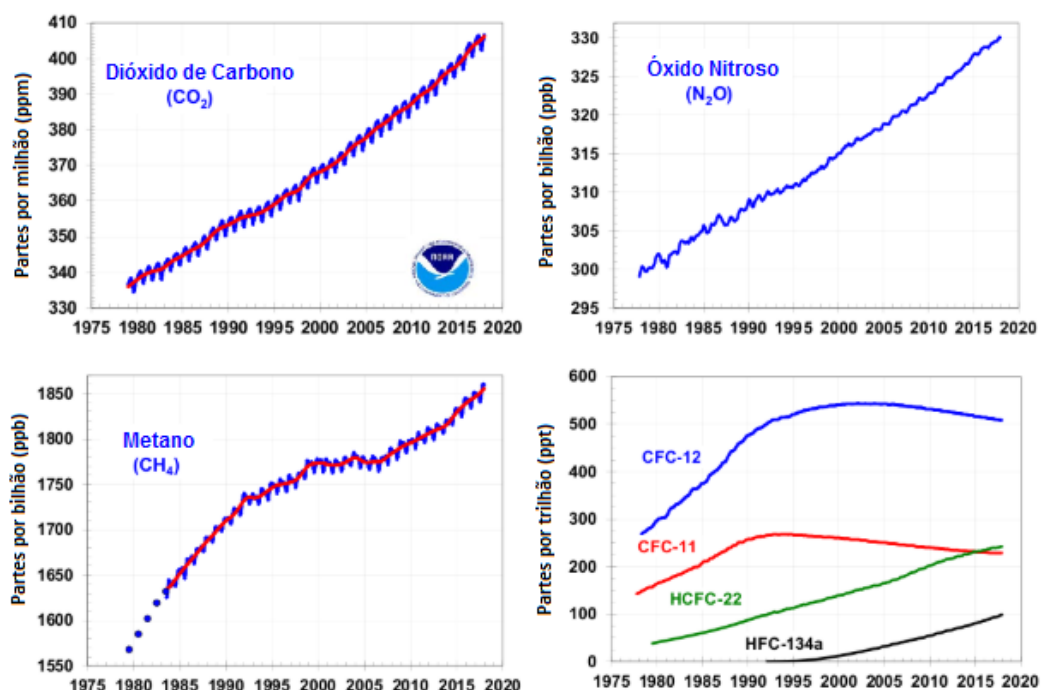 Partes por milhão (ppm)
410
400
390
380
370
360
350
340
330
Dióxido de Carbono
(CO₂)
NOAA
1975 1980 1985 1990 1995 2000 2005 2010 2015 2020
Partes por bilhão (ppb)
330
325
320
315
310
305
300
295
Óxido Nitroso
(N₂O)
1975 1980 1985 1990 1995 2000 2005 2010 2015 2020
Partes por bilhão (ppb)
1850
1800
1750
1700
1650
1600
1550
Metano
(CH₄)
1975 1980 1985 1990 1995 2000 2005 2010 2015 2020
Partes por trilhão (ppt)
600
500
400
300
200
100
0
CFC-12
CFC-11
HCFC-22
HFC-134a
1975 1980 1985 1990 1995 2000 2005 2010 2015 2020